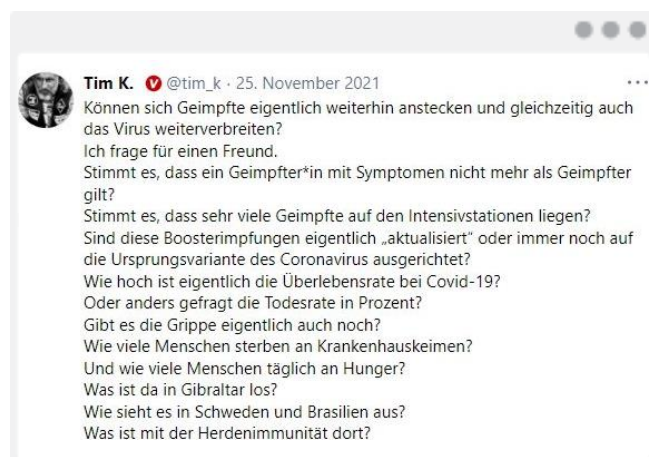 Tim K. V @tim_k · 25. November 2021 ...
Können sich Geimpfte eigentlich weiterhin anstecken und gleichzeitig auch
das Virus weiterverbreiten?
Ich frage für einen Freund.
Stimmt es, dass ein Geimpfter*in mit Symptomen nicht mehr als Geimpfter
gilt?
Stimmt es, dass sehr viele Geimpfte auf den Intensivstationen liegen?
Sind diese Boosterimpfungen eigentlich „aktualisiert“ oder immer noch auf
die Ursprungsvariante des Coronavirus ausgerichtet?
Wie hoch ist eigentlich die Überlebensrate bei Covid-19?
Oder anders gefragt die Todesrate in Prozent?
Gibt es die Grippe eigentlich auch noch?
Wie viele Menschen sterben an Krankenhauskeimen?
Und wie viele Menschen täglich an Hunger?
Was ist da in Gibraltar los?
Wie sieht es in Schweden und Brasilien aus?
Was ist mit der Herdenimmunität dort?